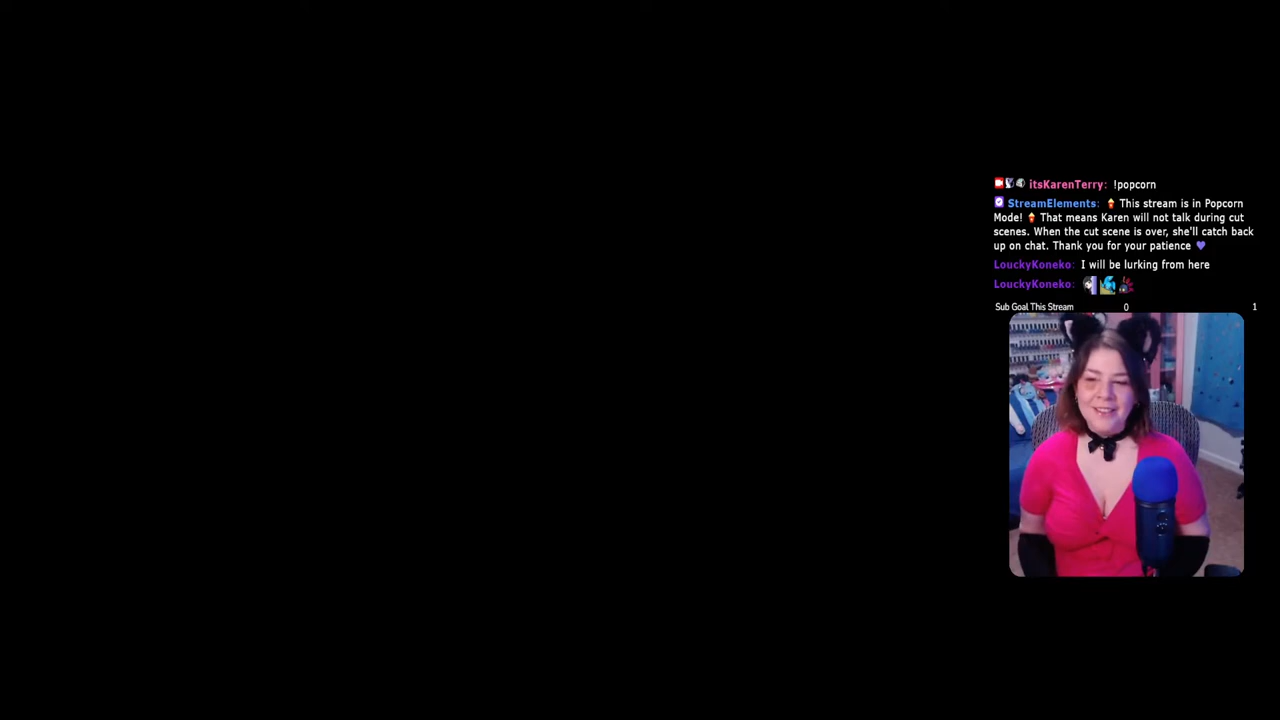 itsKarenTerry: !popcorn
StreamElements: This stream is in Popcorn
Mode! That means Karen will not talk during cut
scenes. When the cut scene is over, she'll catch back
up on chat. Thank you for your patience
LouckyKoneko: I will be lurking from here
LouckyKoneko:
Sub Goal This Stream 0 1